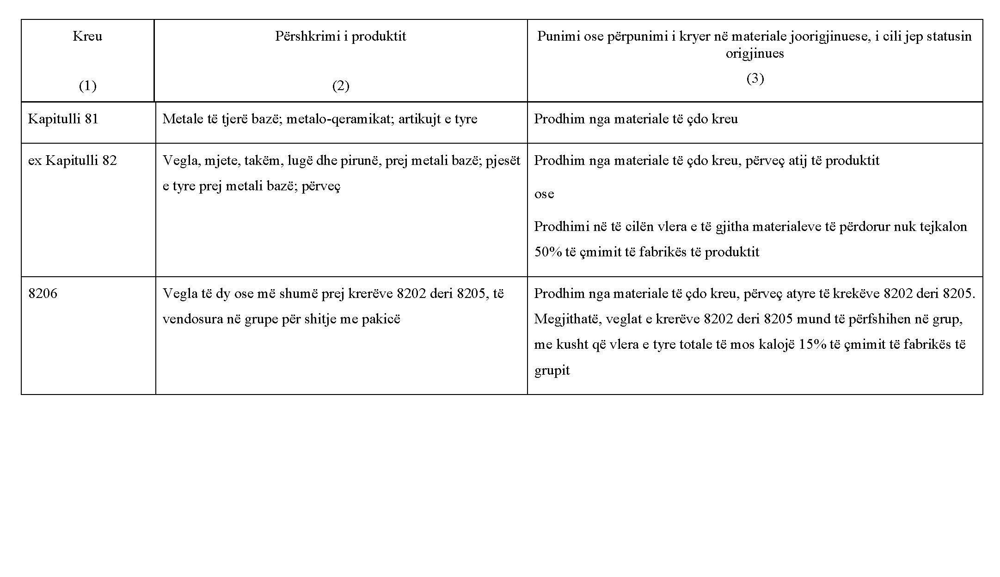 Kreu
(1)
Përshkrimi i produktit
(2)
Punimi ose përpunimi i kryer në materiale joorigjinuese, i cili jep statusin
origjinues
(3)
Kapitulli 81
Metale të tjerë bazë; metalo-qeramikat; artikujt e tyre
Prodhim nga materiale të çdo kreu
ex Kapitulli 82
Vegla, mjete, takëm, lugë dhe pirunë, prej metali bazë; pjesët
e tyre prej metali bazë; përveç
Prodhim nga materiale të çdo kreu, përveç atij të produktit
ose
Prodhimi në të cilën vlera e të gjitha materialeve të përdorur nuk tejkalon
50% të çmimit të fabrikës të produktit
8206
Vegla të dy ose më shumë prej krerëve 8202 deri 8205, të
vendosura në grupe për shitje me pakicë
Prodhim nga materiale të çdo kreu, përveç atyre të krekëve 8202 deri 8205.
Megjithatë, veglat e krerëve 8202 deri 8205 mund të përfshihen në grup,
me kusht që vlera e tyre totale të mos kalojë 15% të çmimit të fabrikës të
grupit